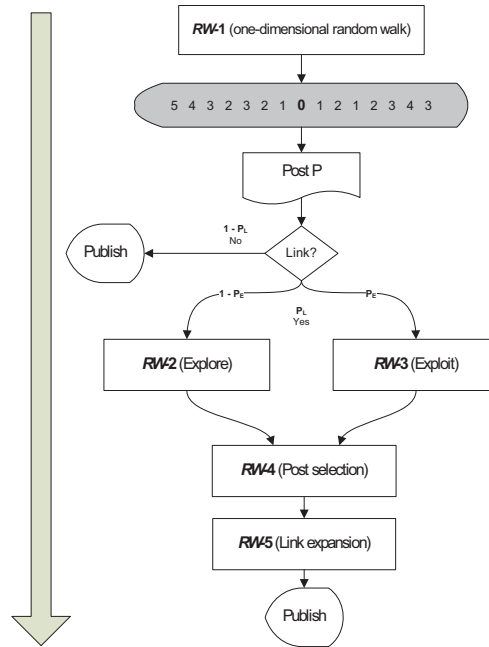 RW-1 (one-dimensional random walk)
5 4 3 2 3 2 1 0 1 2 1 2 3 4 3
Post P
1 - PL
No
Link?
Publish
1 - PE
PE
PL
Yes
RW-2 (Explore)
RW-3 (Exploit)
RW-4 (Post selection)
RW-5 (Link expansion)
Publish